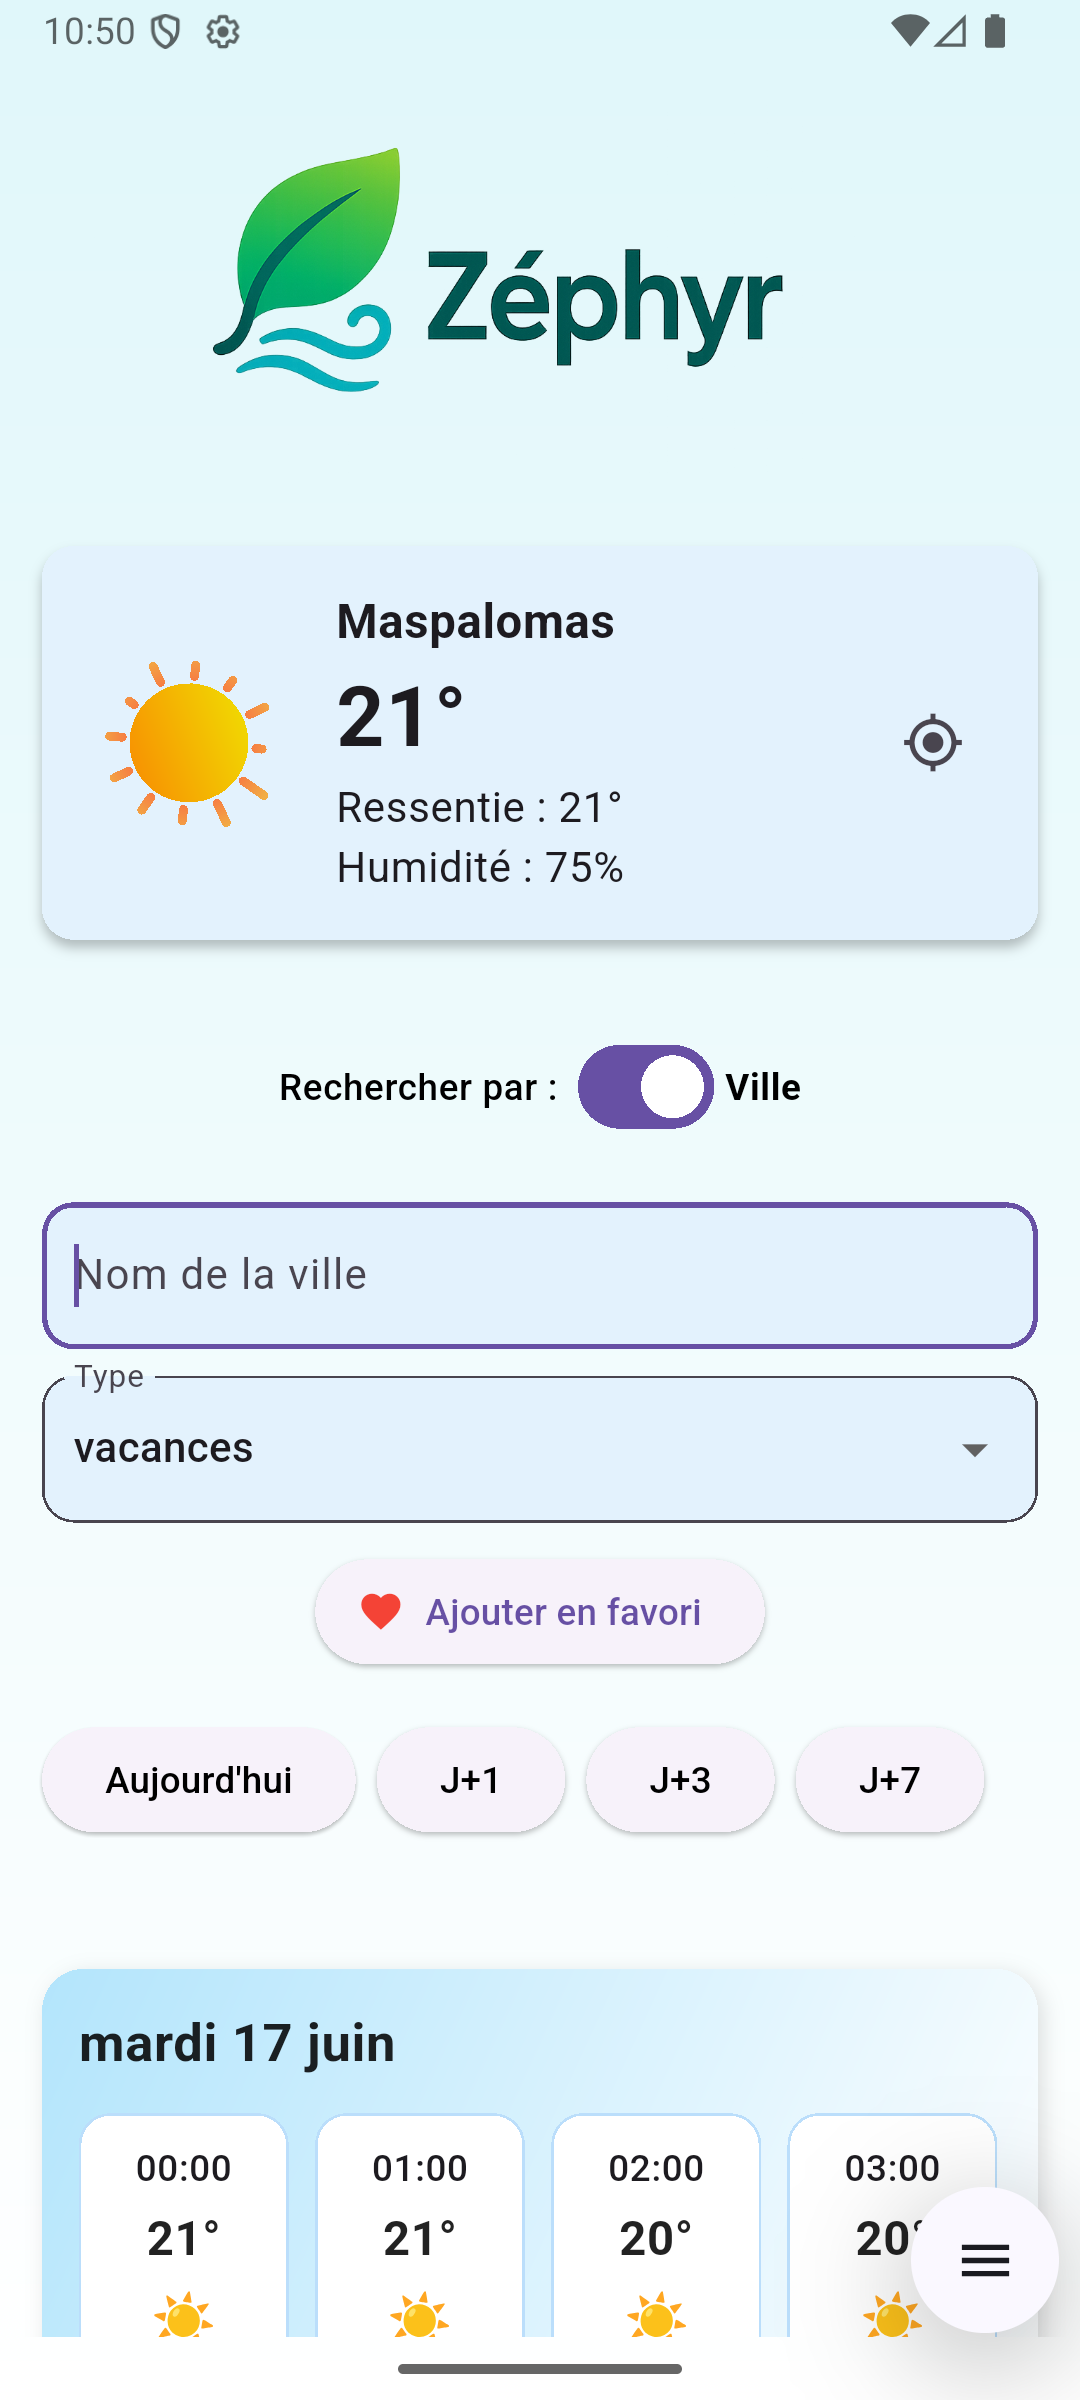 10:50
Zéphyr
Maspalomas
21°
Ressentie : 21°
Humidité : 75%
Rechercher par : Ville
Nom de la ville
Type
vacances
Ajouter en favori
Aujourd'hui J+1 J+3 J+7
mardi 17 juin
00:00 01:00 02:00 03:00
21° 21° 20° 20°